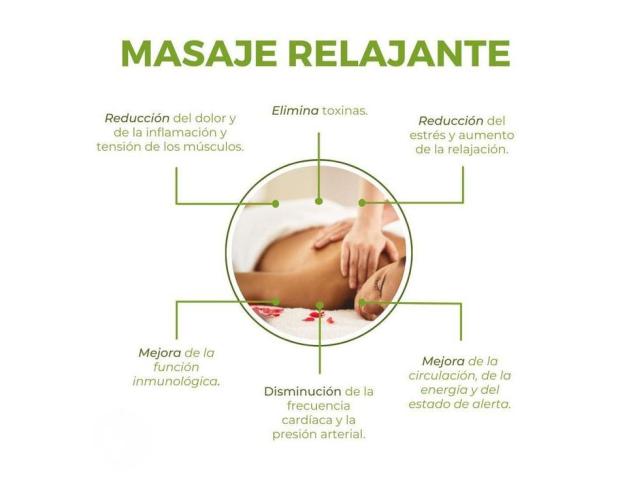 MASAJE RELAJANTE
Reducción del dolor y
de la inflamación y
tensión de los músculos.
Elimina toxinas.
Reducción del
estrés y aumento
de la relajación.
Mejora de la
función
inmunológica.
Disminución de la
frecuencia
cardíaca y la
presión arterial.
Mejora de la
circulación, de la
energía y del
estado de alerta.